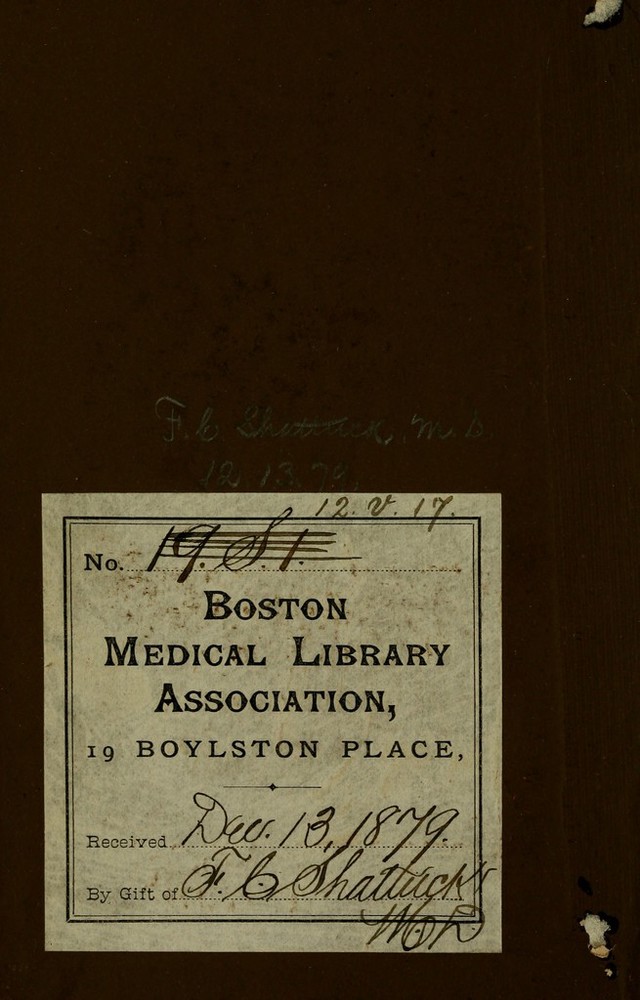 F. C. Shattuck, M. D.
12 13 79.
12. V. 17.
No. 19. S. 1.
BOSTON
MEDICAL LIBRARY
ASSOCIATION,
19 BOYLSTON PLACE,
Received Dec. 13, 1879.
By Gift of F. C. Shattuck
M.D.